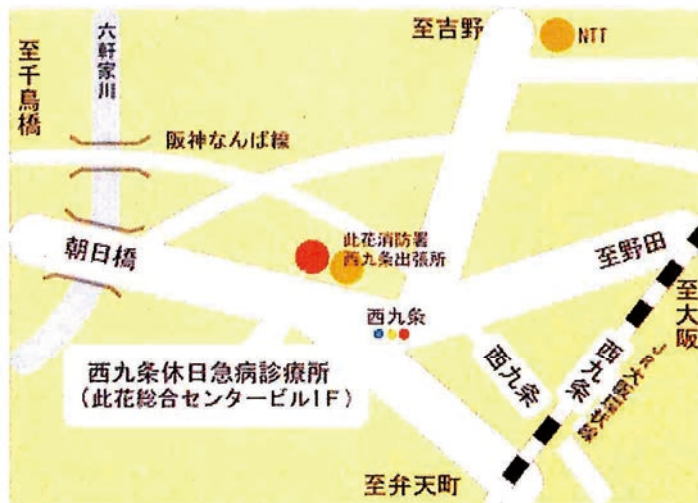 至吉野
NTT
六軒家川
至千鳥橋
阪神なんば線
此花消防署
西九条出張所
朝日橋
至野田
至大阪
西九条
西九条
西九条
JR大阪環状線
西九条休日急病診療所
(此花総合センタービル1F)
至弁天町